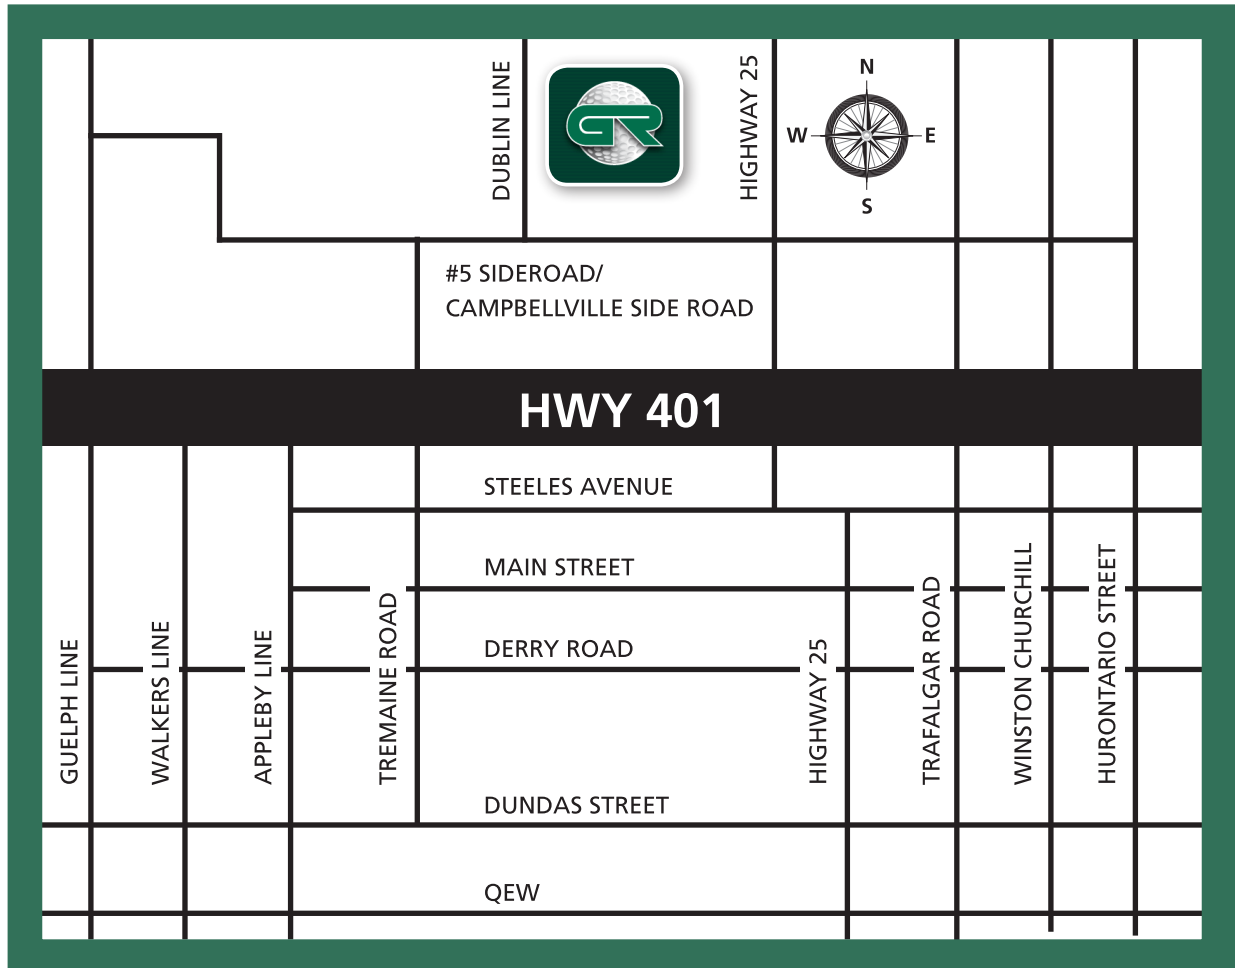 DUBLIN LINE
GR
HIGHWAY 25
N
W
E
S
#5 SIDEROAD/
CAMPBELLVILLE SIDE ROAD
HWY 401
STEELES AVENUE
MAIN STREET
DERRY ROAD
GUELPH LINE
WALKERS LINE
APPLEBY LINE
TREMAINE ROAD
HIGHWAY 25
TRAFALGAR ROAD
WINSTON CHURCHILL
HURONTARIO STREET
DUNDAS STREET
QEW